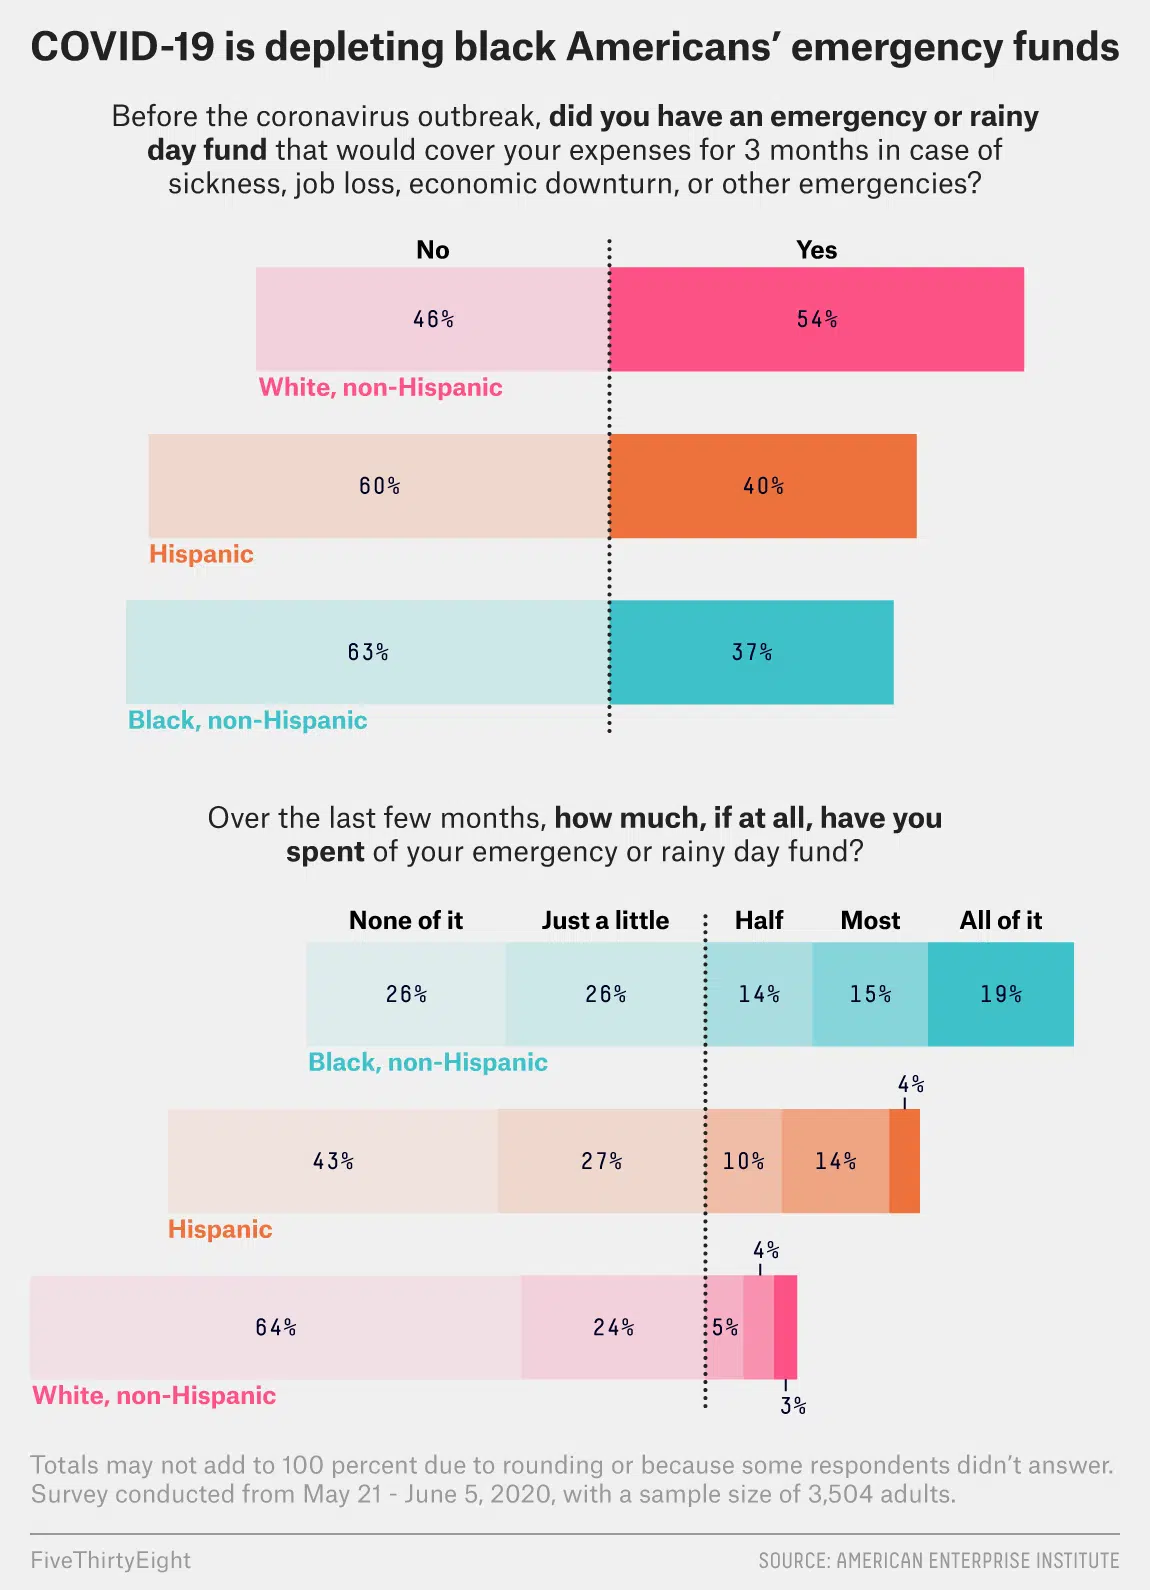 COVID-19 is depleting black Americans’ emergency funds
Before the coronavirus outbreak, did you have an emergency or rainy
day fund that would cover your expenses for 3 months in case of
sickness, job loss, economic downturn, or other emergencies?
No Yes
46% 54%
White, non-Hispanic
60% 40%
Hispanic
63% 37%
Black, non-Hispanic
Over the last few months, how much, if at all, have you
spent of your emergency or rainy day fund?
None of it Just a little Half Most All of it
26% 26% 14% 15% 19%
Black, non-Hispanic
4%
43% 27% 10% 14%
Hispanic
4%
64% 24% 5%
White, non-Hispanic
3%
Totals may not add to 100 percent due to rounding or because some respondents didn’t answer.
Survey conducted from May 21 - June 5, 2020, with a sample size of 3,504 adults.
FiveThirtyEight SOURCE: AMERICAN ENTERPRISE INSTITUTE